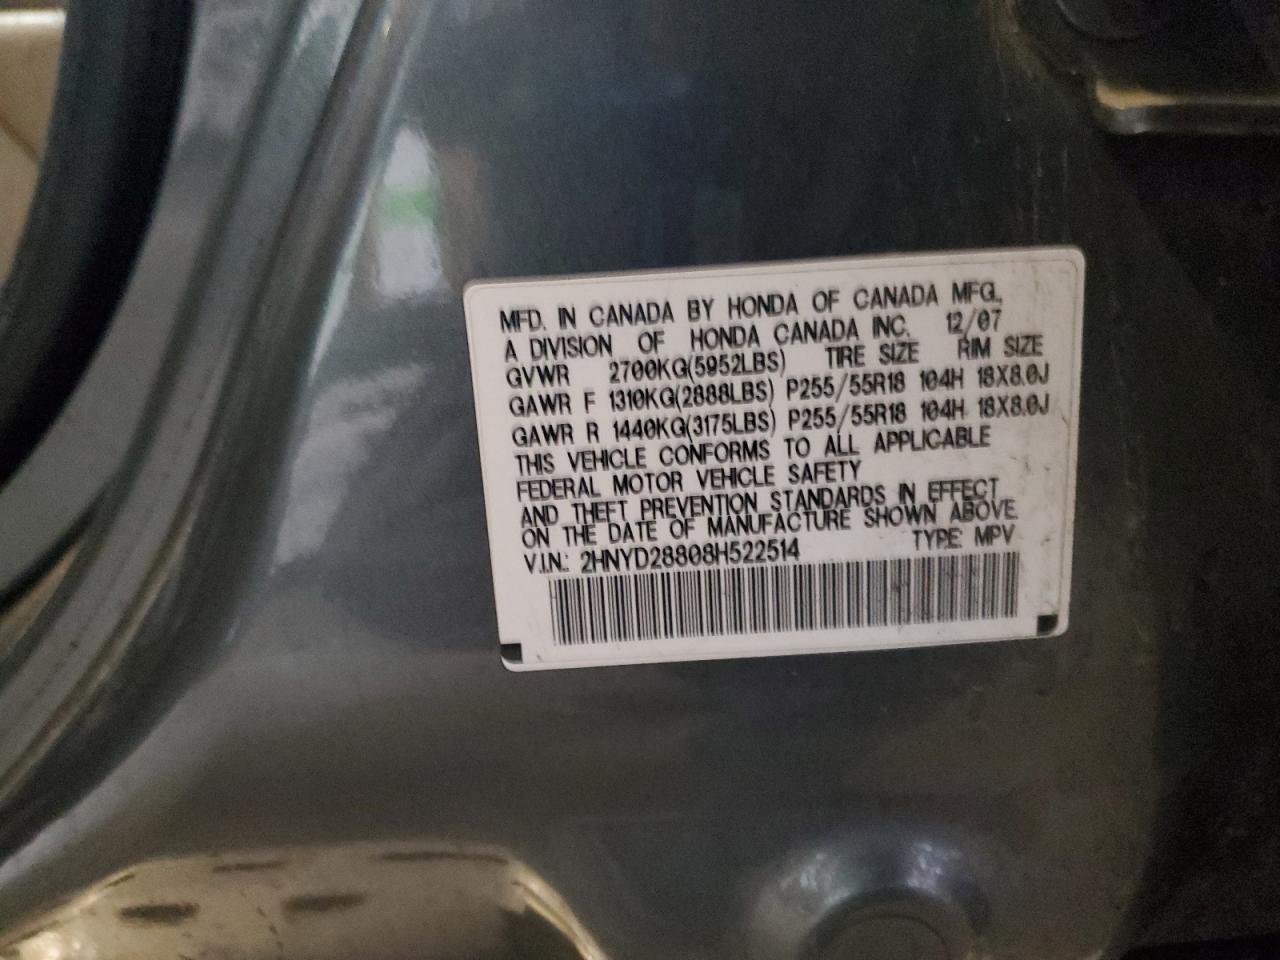 MFD. IN CANADA BY HONDA OF CANADA MFG.,
A DIVISION OF HONDA CANADA INC. 12/07
GVWR 2700KG(5952LBS) TIRE SIZE RIM SIZE
GAWR F 1310KG(2888LBS) P255/55R18 104H 18X8.0J
GAWR R 1440KG(3175LBS) P255/55R18 104H 18X8.0J
THIS VEHICLE CONFORMS TO ALL APPLICABLE
FEDERAL MOTOR VEHICLE SAFETY
AND THEFT PREVENTION STANDARDS IN EFFECT
ON THE DATE OF MANUFACTURE SHOWN ABOVE.
V.I.N.: 2HNYD28808H522514 TYPE: MPV